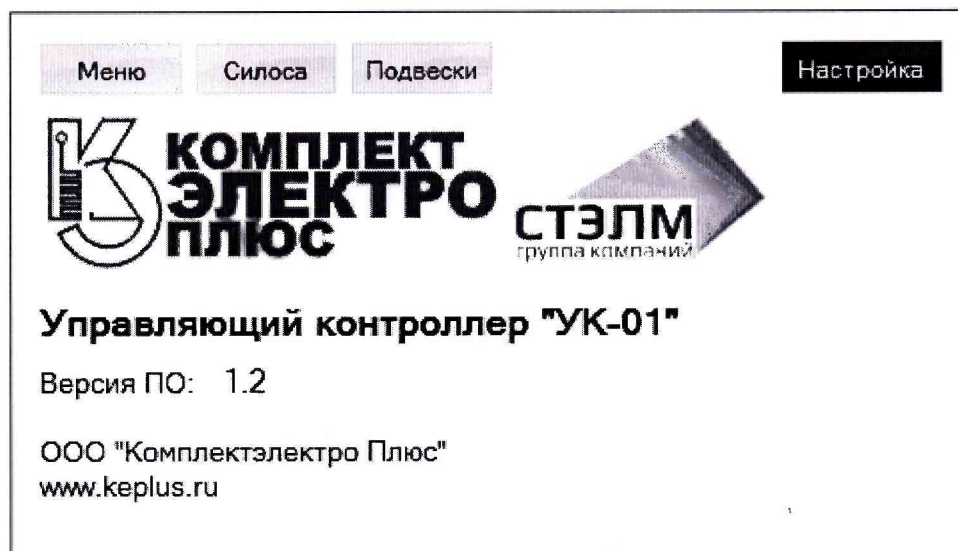 Меню Силоса Подвески Настройка
КОМПЛЕКТ
ЭЛЕКТРО
ПЛЮС
СТЭЛМ
группа компаний
Управляющий контроллер "УК-01"
Версия ПО: 1.2
ООО "Комплектэлектро Плюс"
www.keplus.ru